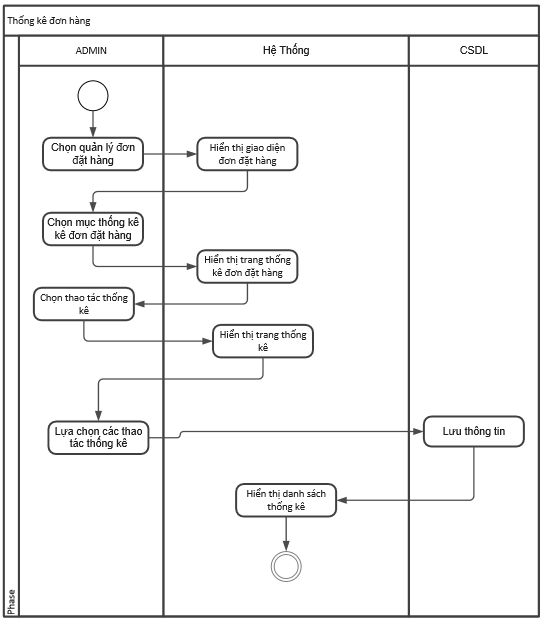 Thống kê đơn hàng
ADMIN
Hệ Thống
CSDL
Chọn quản lý đơn
đặt hàng
Hiển thị giao diện
đơn đặt hàng
Chọn mục thống kê
kê đơn đặt hàng
Hiển thị trang thống
kê đơn đặt hàng
Chọn thao tác thống
kê
Hiển thị trang thống
kê
Lựa chọn các thao
tác thống kê
Lưu thông tin
Hiển thị danh sách
thống kê
Phase